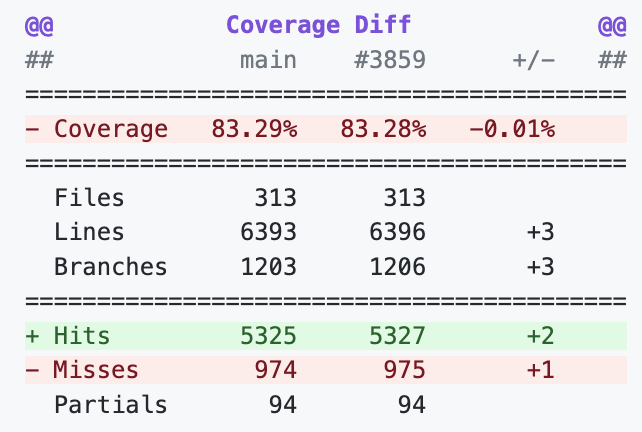 @@ Coverage Diff @@
## main #3859 +/- ##
==========================================
- Coverage 83.29% 83.28% -0.01%
==========================================
Files 313 313
Lines 6393 6396 +3
Branches 1203 1206 +3
==========================================
+ Hits 5325 5327 +2
- Misses 974 975 +1
Partials 94 94